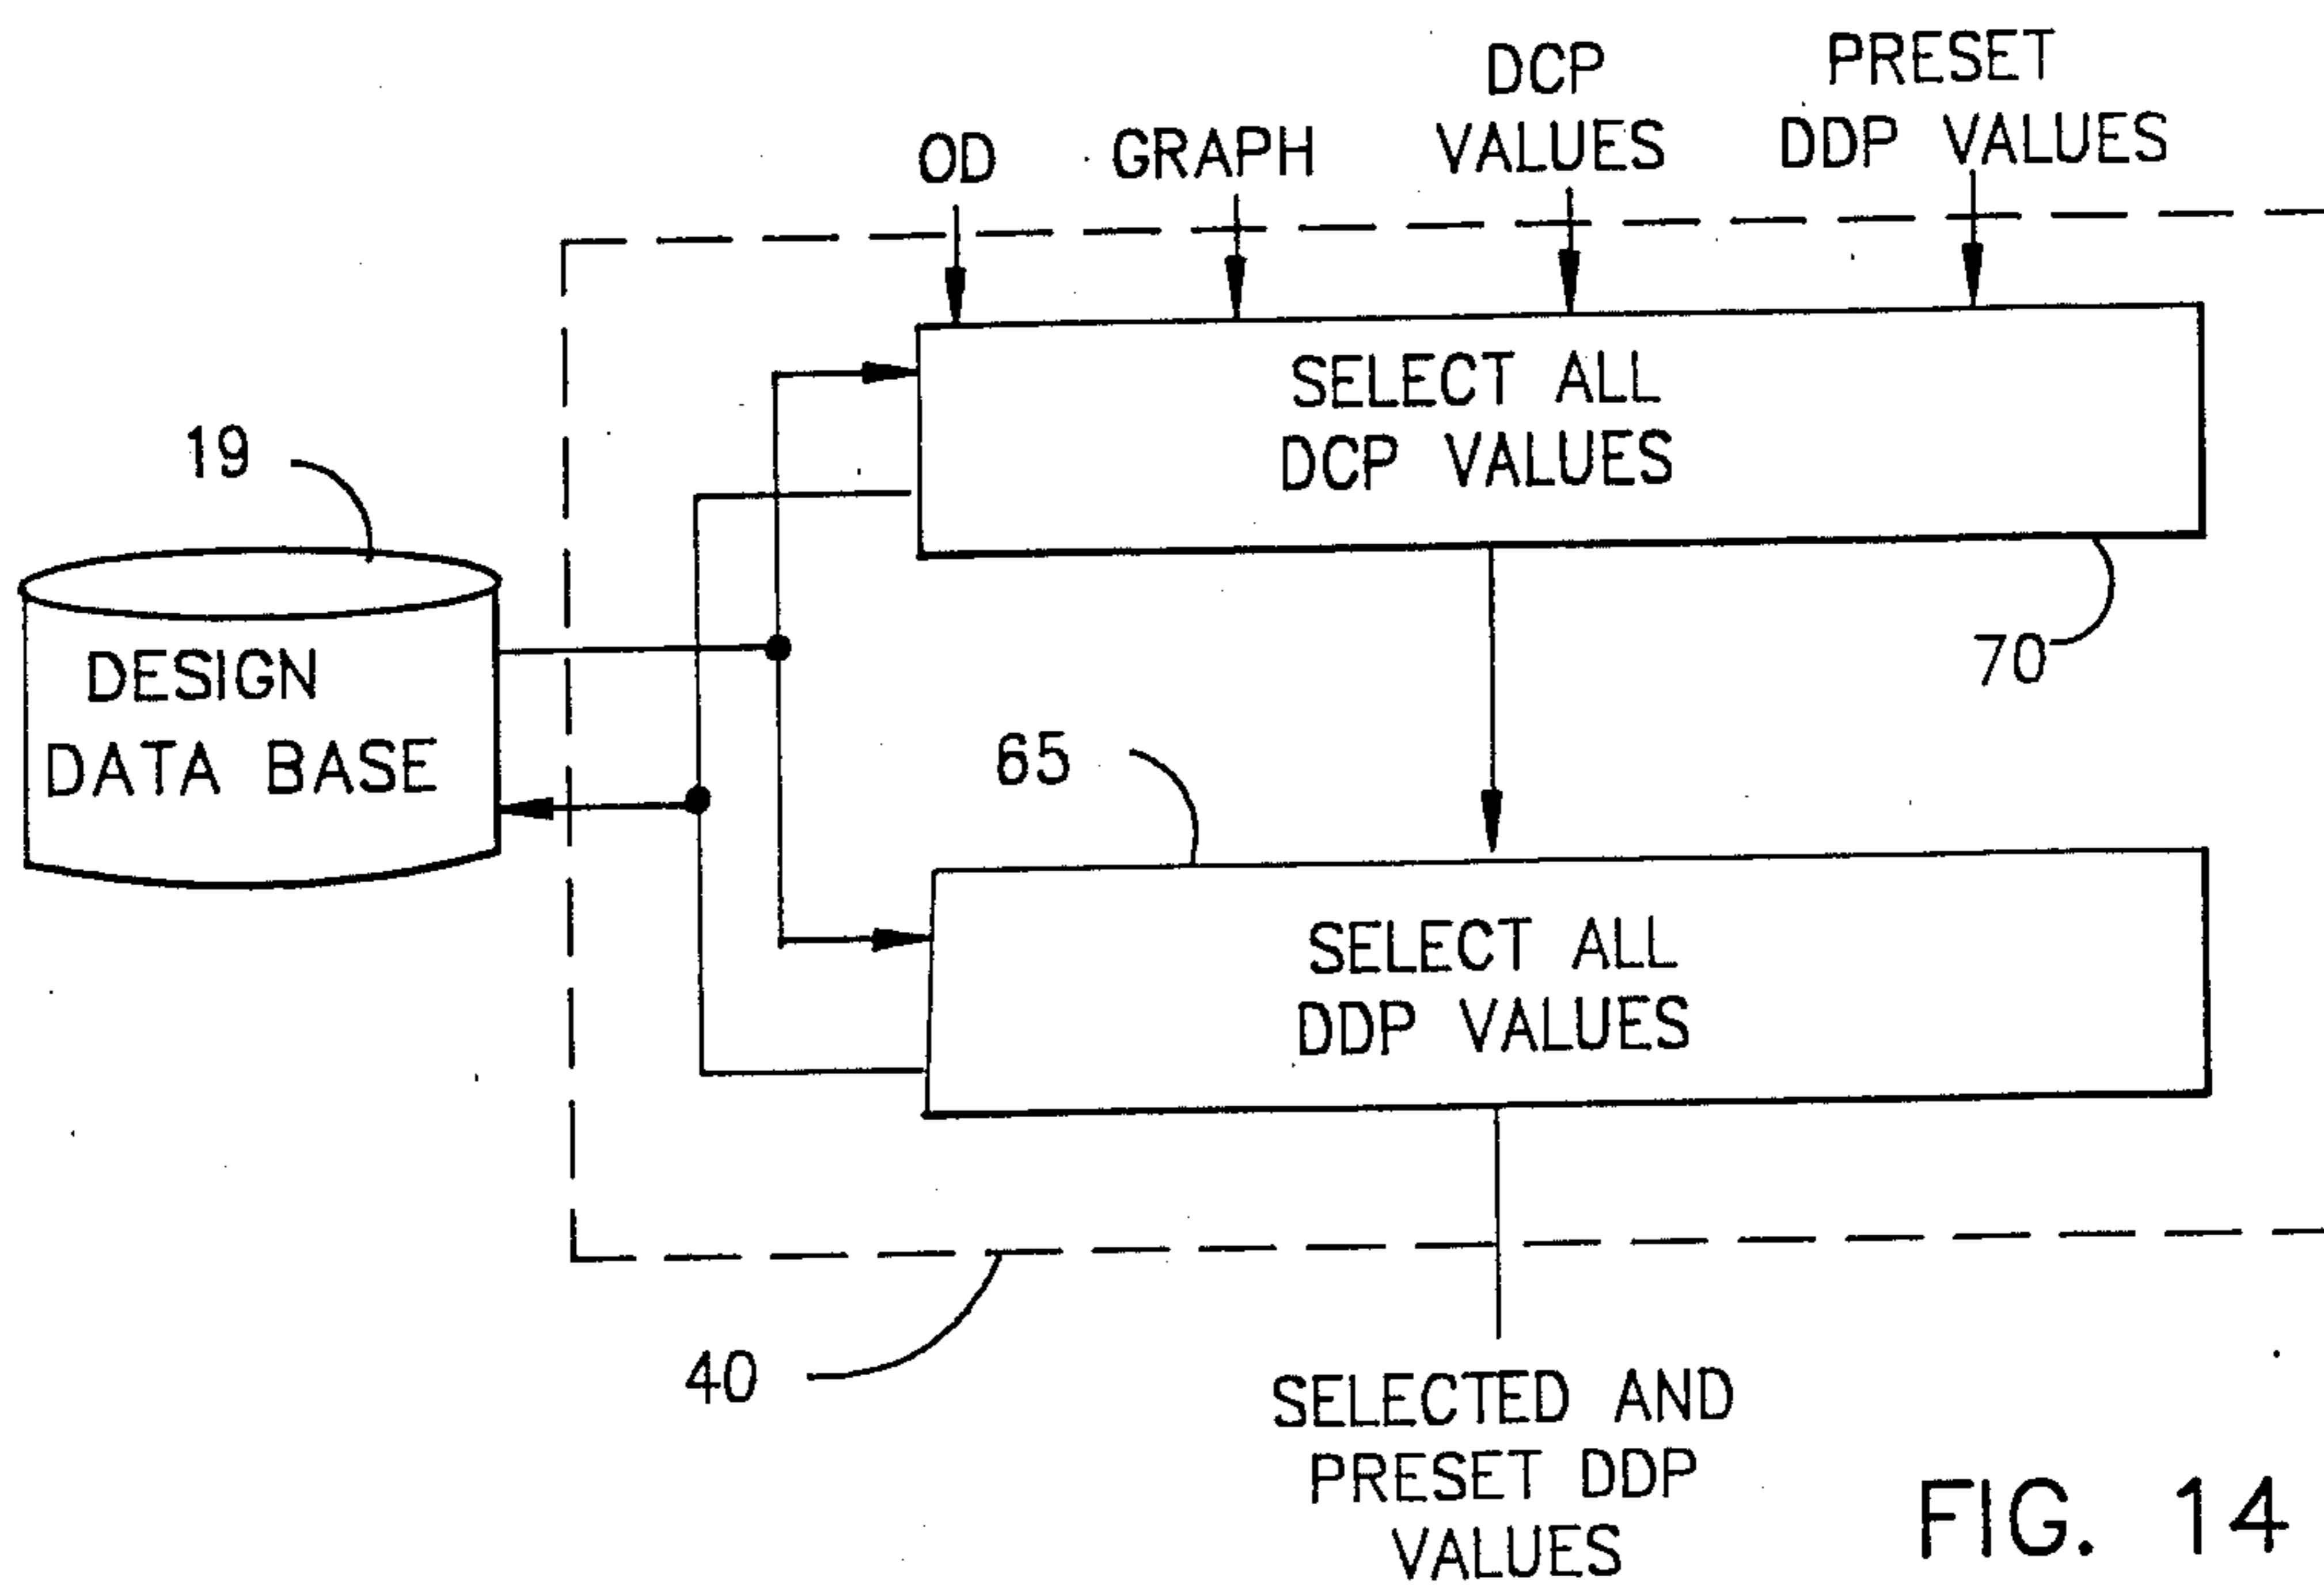 DCP
VALUES
PRESET
DDP VALUES
OD
GRAPH
SELECT ALL
DCP VALUES
19
DESIGN
DATA BASE
70
65
SELECT ALL
DDP VALUES
40
SELECTED AND
PRESET DDP
VALUES
FIG. 14